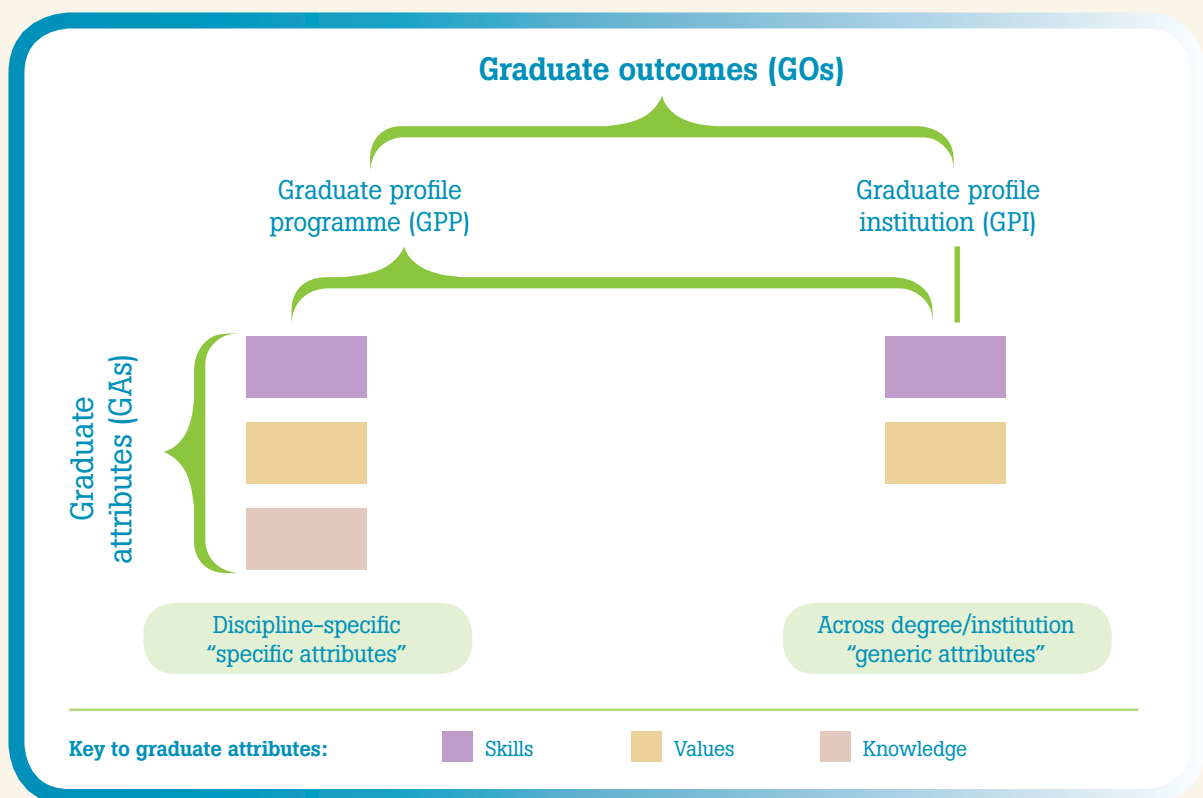 Graduate outcomes (GOs)
Graduate profile
programme (GPP)
Graduate profile
institution (GPI)
Graduate
attributes (GAs)
Discipline-specific
“specific attributes”
Across degree/institution
“generic attributes”
Key to graduate attributes:
Skills
Values
Knowledge